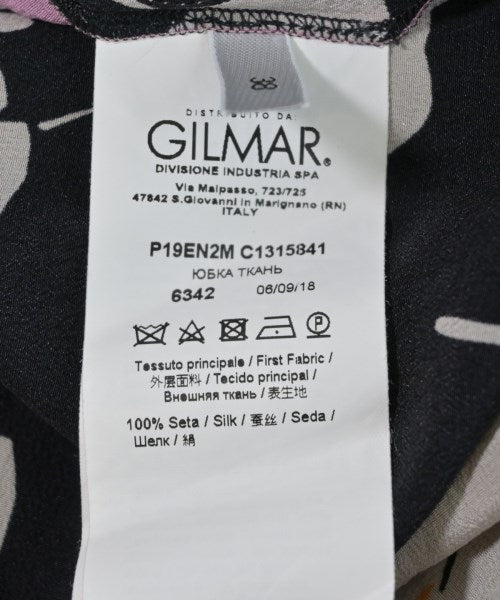 38
DISTRIBUITO DA:
GILMAR®
DIVISIONE INDUSTRIA SPA
Via Malpasso, 723/725
47842 S.Giovanni in Marignano (RN)
ITALY
P19EN2M C1315841
ЮБКА ТКАНЬ
6342 06/09/18
P
Tessuto principale / First Fabric /
外层面料 / Tecido principal /
Внешняя ткань / 表生地
100% Seta / Silk / 蚕丝 / Seda /
Шелк / 絹